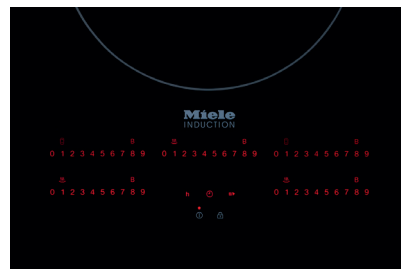 Miele
INDUCTION
B B B
0 1 2 3 4 5 6 7 8 9 0 1 2 3 4 5 6 7 8 9 0 1 2 3 4 5 6 7 8 9
B B
0 1 2 3 4 5 6 7 8 9 0 1 2 3 4 5 6 7 8 9